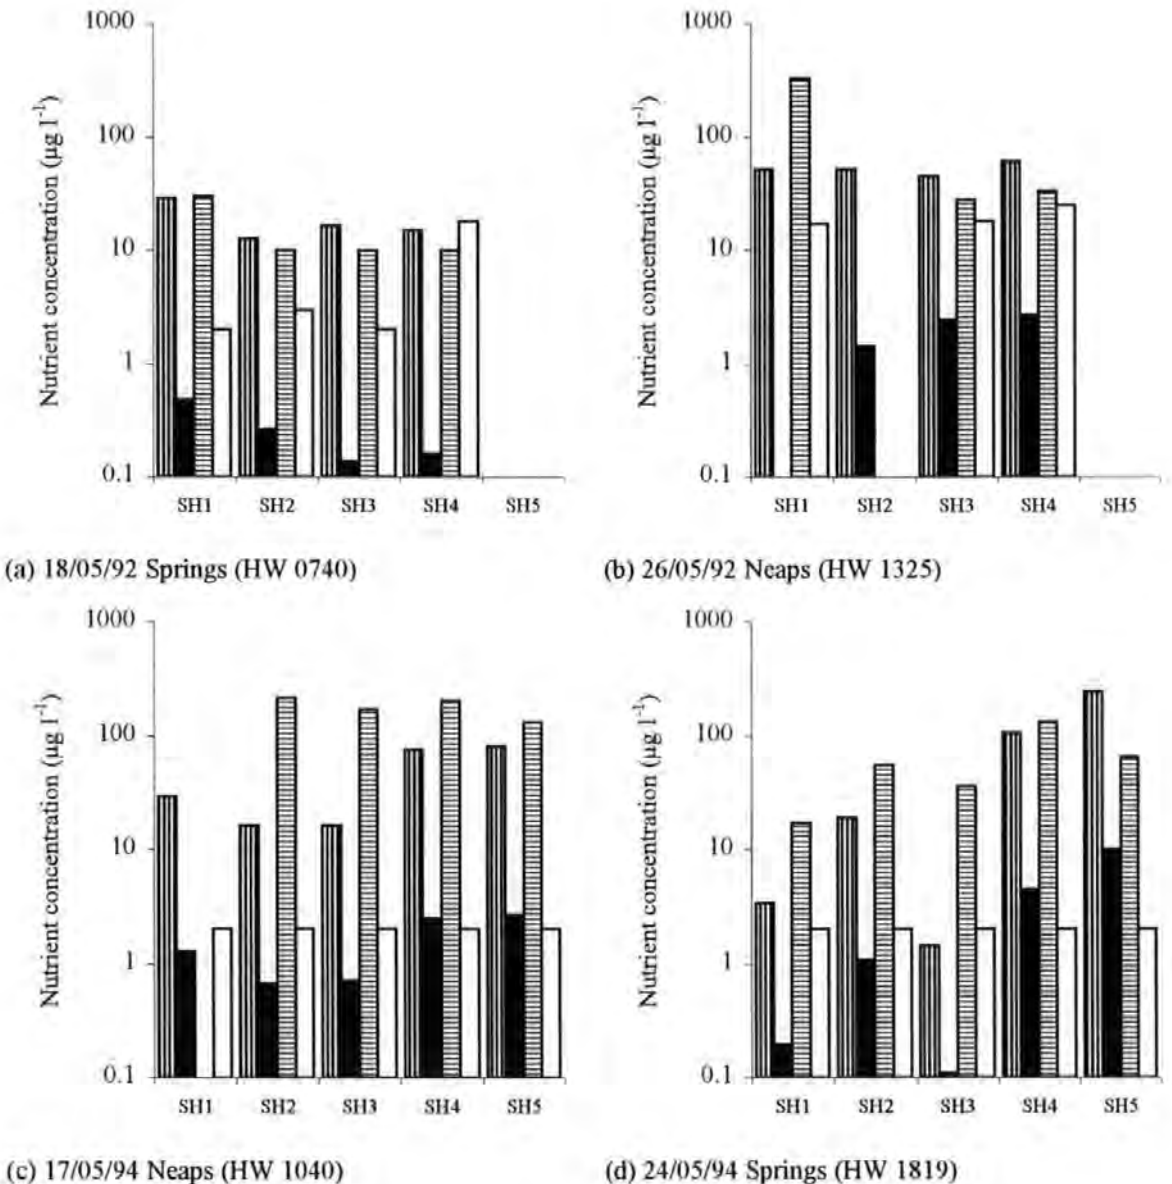 1000
100
10
1
0.1
Nutrient concentration (µg l⁻¹)
SH1 SH2 SH3 SH4 SH5
(a) 18/05/92 Springs (HW 0740)
1000
100
10
1
0.1
Nutrient concentration (µg l⁻¹)
SH1 SH2 SH3 SH4 SH5
(b) 26/05/92 Neaps (HW 1325)
1000
100
10
1
0.1
Nutrient concentration (µg l⁻¹)
SH1 SH2 SH3 SH4 SH5
(c) 17/05/94 Neaps (HW 1040)
1000
100
10
1
0.1
Nutrient concentration (µg l⁻¹)
SH1 SH2 SH3 SH4 SH5
(d) 24/05/94 Springs (HW 1819)